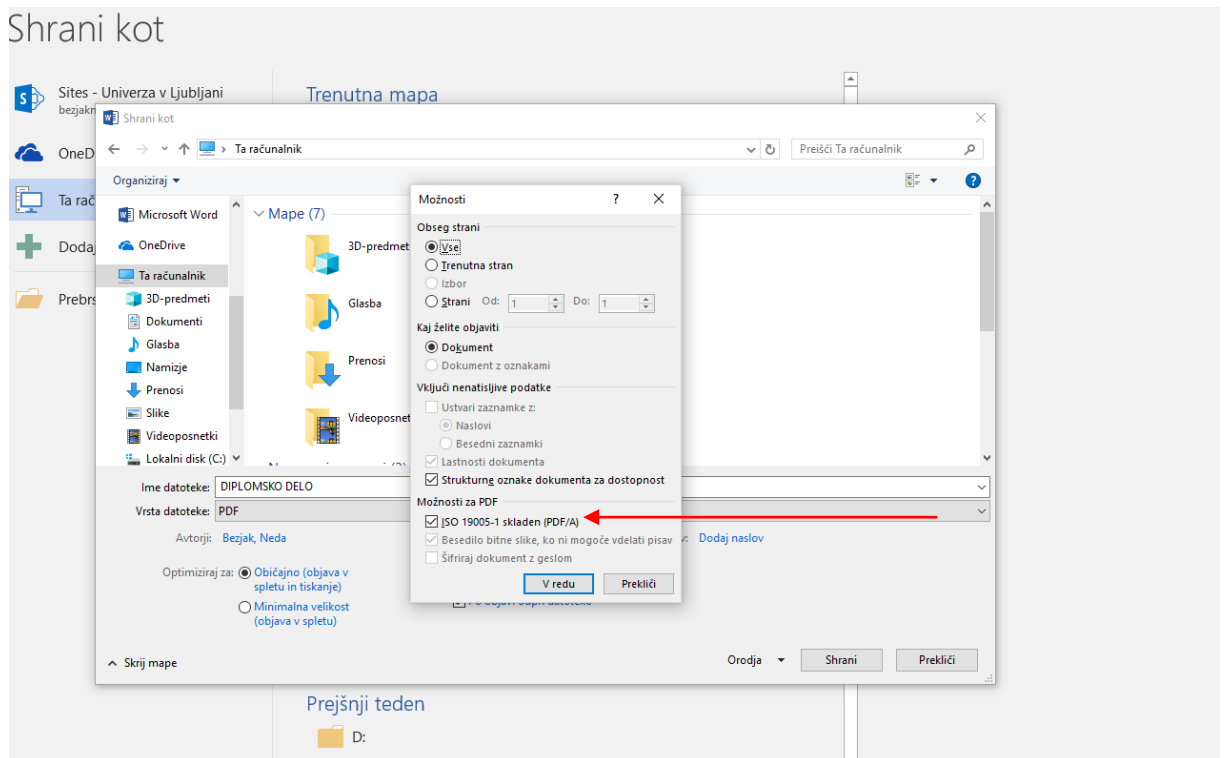 Shrani kot
Sites - Univerza v Ljubljani
bezjakn
OneD
Ta rač
Dodaj
Prebrs
Trenutna mapa
Shrani kot
Ta računalnik
Preišči Ta računalnik
Organiziraj
Microsoft Word
OneDrive
Ta računalnik
3D-predmeti
Dokumenti
Glasba
Namizje
Prenosi
Slike
Videoposnetki
Lokalni disk (C:)
Mape (7)
3D-predmet
Glasba
Prenosi
Videoposnet
Možnosti
Obseg strani
Vse
Trenutna stran
Izbor
Strani Od: 1 Do: 1
Kaj želite objaviti
Dokument
Dokument z oznakami
Vključi nenatisljive podatke
Ustvari zaznamke z:
Naslovi
Besedni zaznamki
Lastnosti dokumenta
Strukturne oznake dokumenta za dostopnost
Možnosti za PDF
ISO 19005-1 skladen (PDF/A)
Besedilo bitne slike, ko ni mogoče vdelati pisav
Šifriraj dokument z geslom
V redu Prekliči
Ime datoteke: DIPLOMSKO DELO
Vrsta datoteke: PDF
Avtorji: Bezjak, Neda
Dodaj naslov
Optimiziraj za: Običajno (objava v
spletu in tiskanje)
Minimalna velikost
(objava v spletu)
Po objavi odpri datoteko
Skrij mape
Orodja Shrani Prekliči
Prejšnji teden
D: